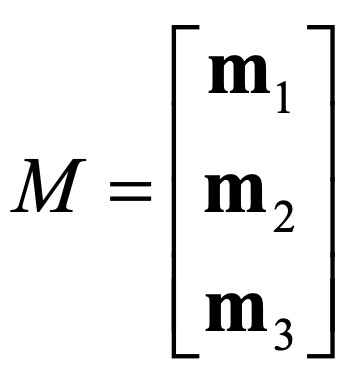 M = [ m₁
m₂
m₃ ]